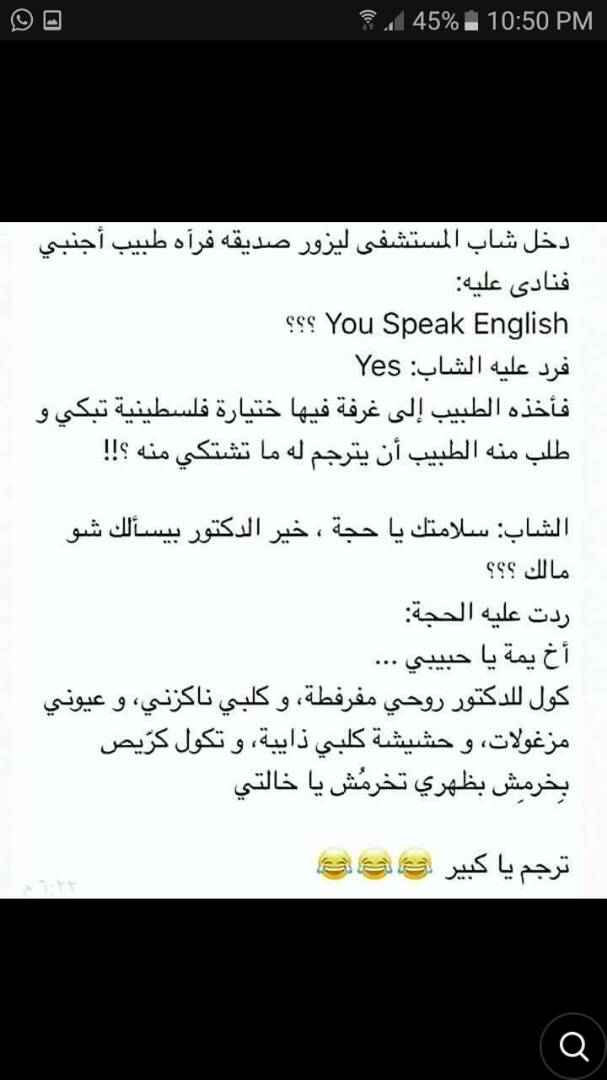 45% 10:50 PM
دخل شاب المستشفى ليزور صديقه فرآه طبيب أجنبي
فنادى عليه:
You Speak English ؟؟؟
فرد عليه الشاب: Yes
فأخذه الطبيب إلى غرفة فيها ختيارة فلسطينية تبكي و
طلب منه الطبيب أن يترجم له ما تشتكي منه ؟!!
الشاب: سلامتك يا حجة ، خير الدكتور بيسألك شو
مالك ؟؟؟
ردت عليه الحجة:
أخ يمة يا حبيبي ...
كول للدكتور روحي مفرفطة، و كلبي ناكزني، و عيوني
مزغولات، و حشيشة كلبي ذايبة، و تكول كرّيص
بِخرمِش بظهري تخرمُش يا خالتي
ترجم يا كبير 😂😂😂
٦:٢٢ م